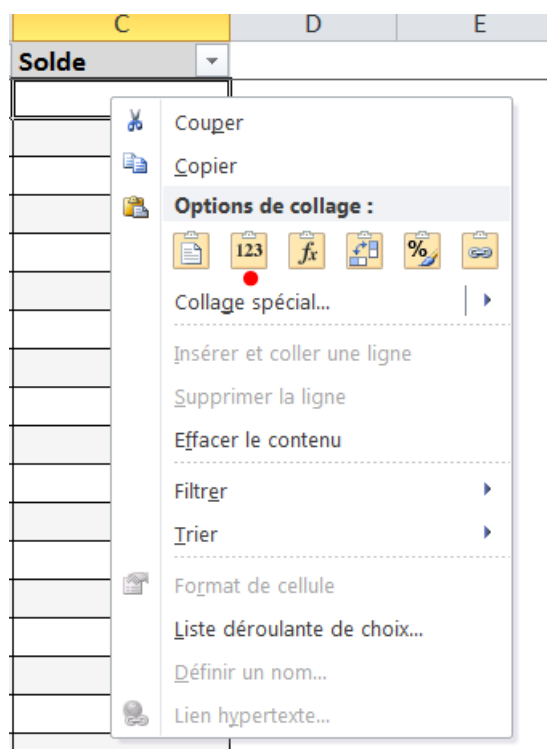 C D E
Solde
Couper
Copier
Options de collage :
123 fx %
Collage spécial...
Insérer et coller une ligne
Supprimer la ligne
Effacer le contenu
Filtrer
Trier
Format de cellule
Liste déroulante de choix...
Définir un nom...
Lien hypertexte...